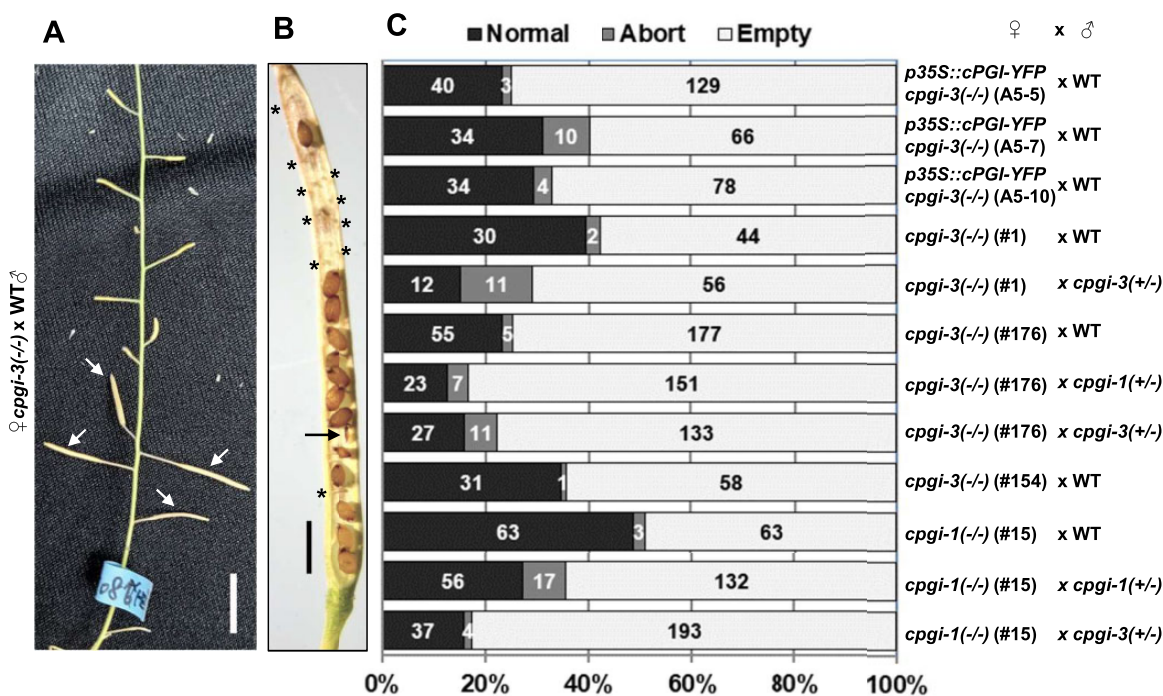 A
B
C
Normal Abort Empty
♀ x ♂
♀ cpgi-3(-/-) x WT♂
40 3 129
p35S::cPGI-YFP
cpgi-3(-/-) (A5-5) x WT
34 10 66
p35S::cPGI-YFP
cpgi-3(-/-) (A5-7) x WT
34 4 78
p35S::cPGI-YFP
cpgi-3(-/-) (A5-10) x WT
30 2 44 cpgi-3(-/-) (#1) x WT
12 11 56 cpgi-3(-/-) (#1) x cpgi-3(+/-)
55 5 177 cpgi-3(-/-) (#176) x WT
23 7 151 cpgi-3(-/-) (#176) x cpgi-1(+/-)
27 11 133 cpgi-3(-/-) (#176) x cpgi-3(+/-)
31 1 58 cpgi-3(-/-) (#154) x WT
63 3 63 cpgi-1(-/-) (#15) x WT
56 17 132 cpgi-1(-/-) (#15) x cpgi-1(+/-)
37 4 193 cpgi-1(-/-) (#15) x cpgi-3(+/-)
0% 20% 40% 60% 80% 100%